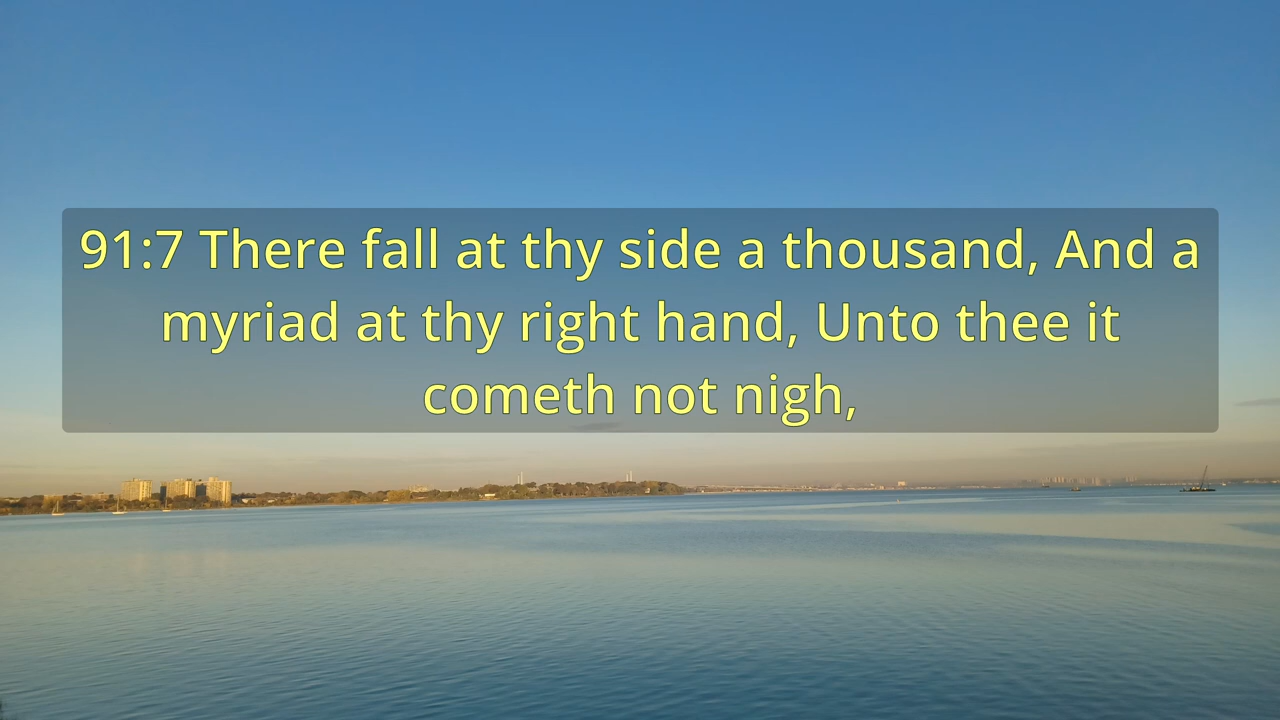 91:7 There fall at thy side a thousand, And a
myriad at thy right hand, Unto thee it
cometh not nigh,